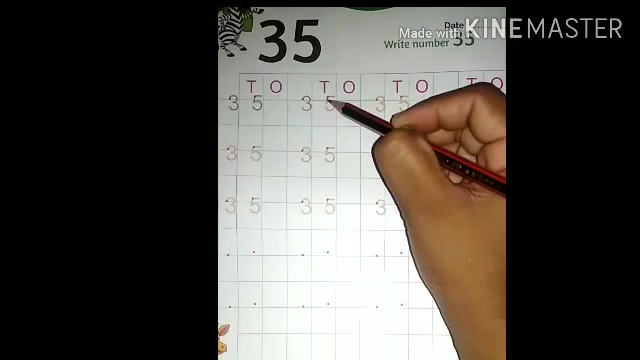 35
Date
Made with KINEMASTER
Write number 35
T O T O T O T O
3 5 3 5 3 5
3 5 3 5
3 5 3 5 3